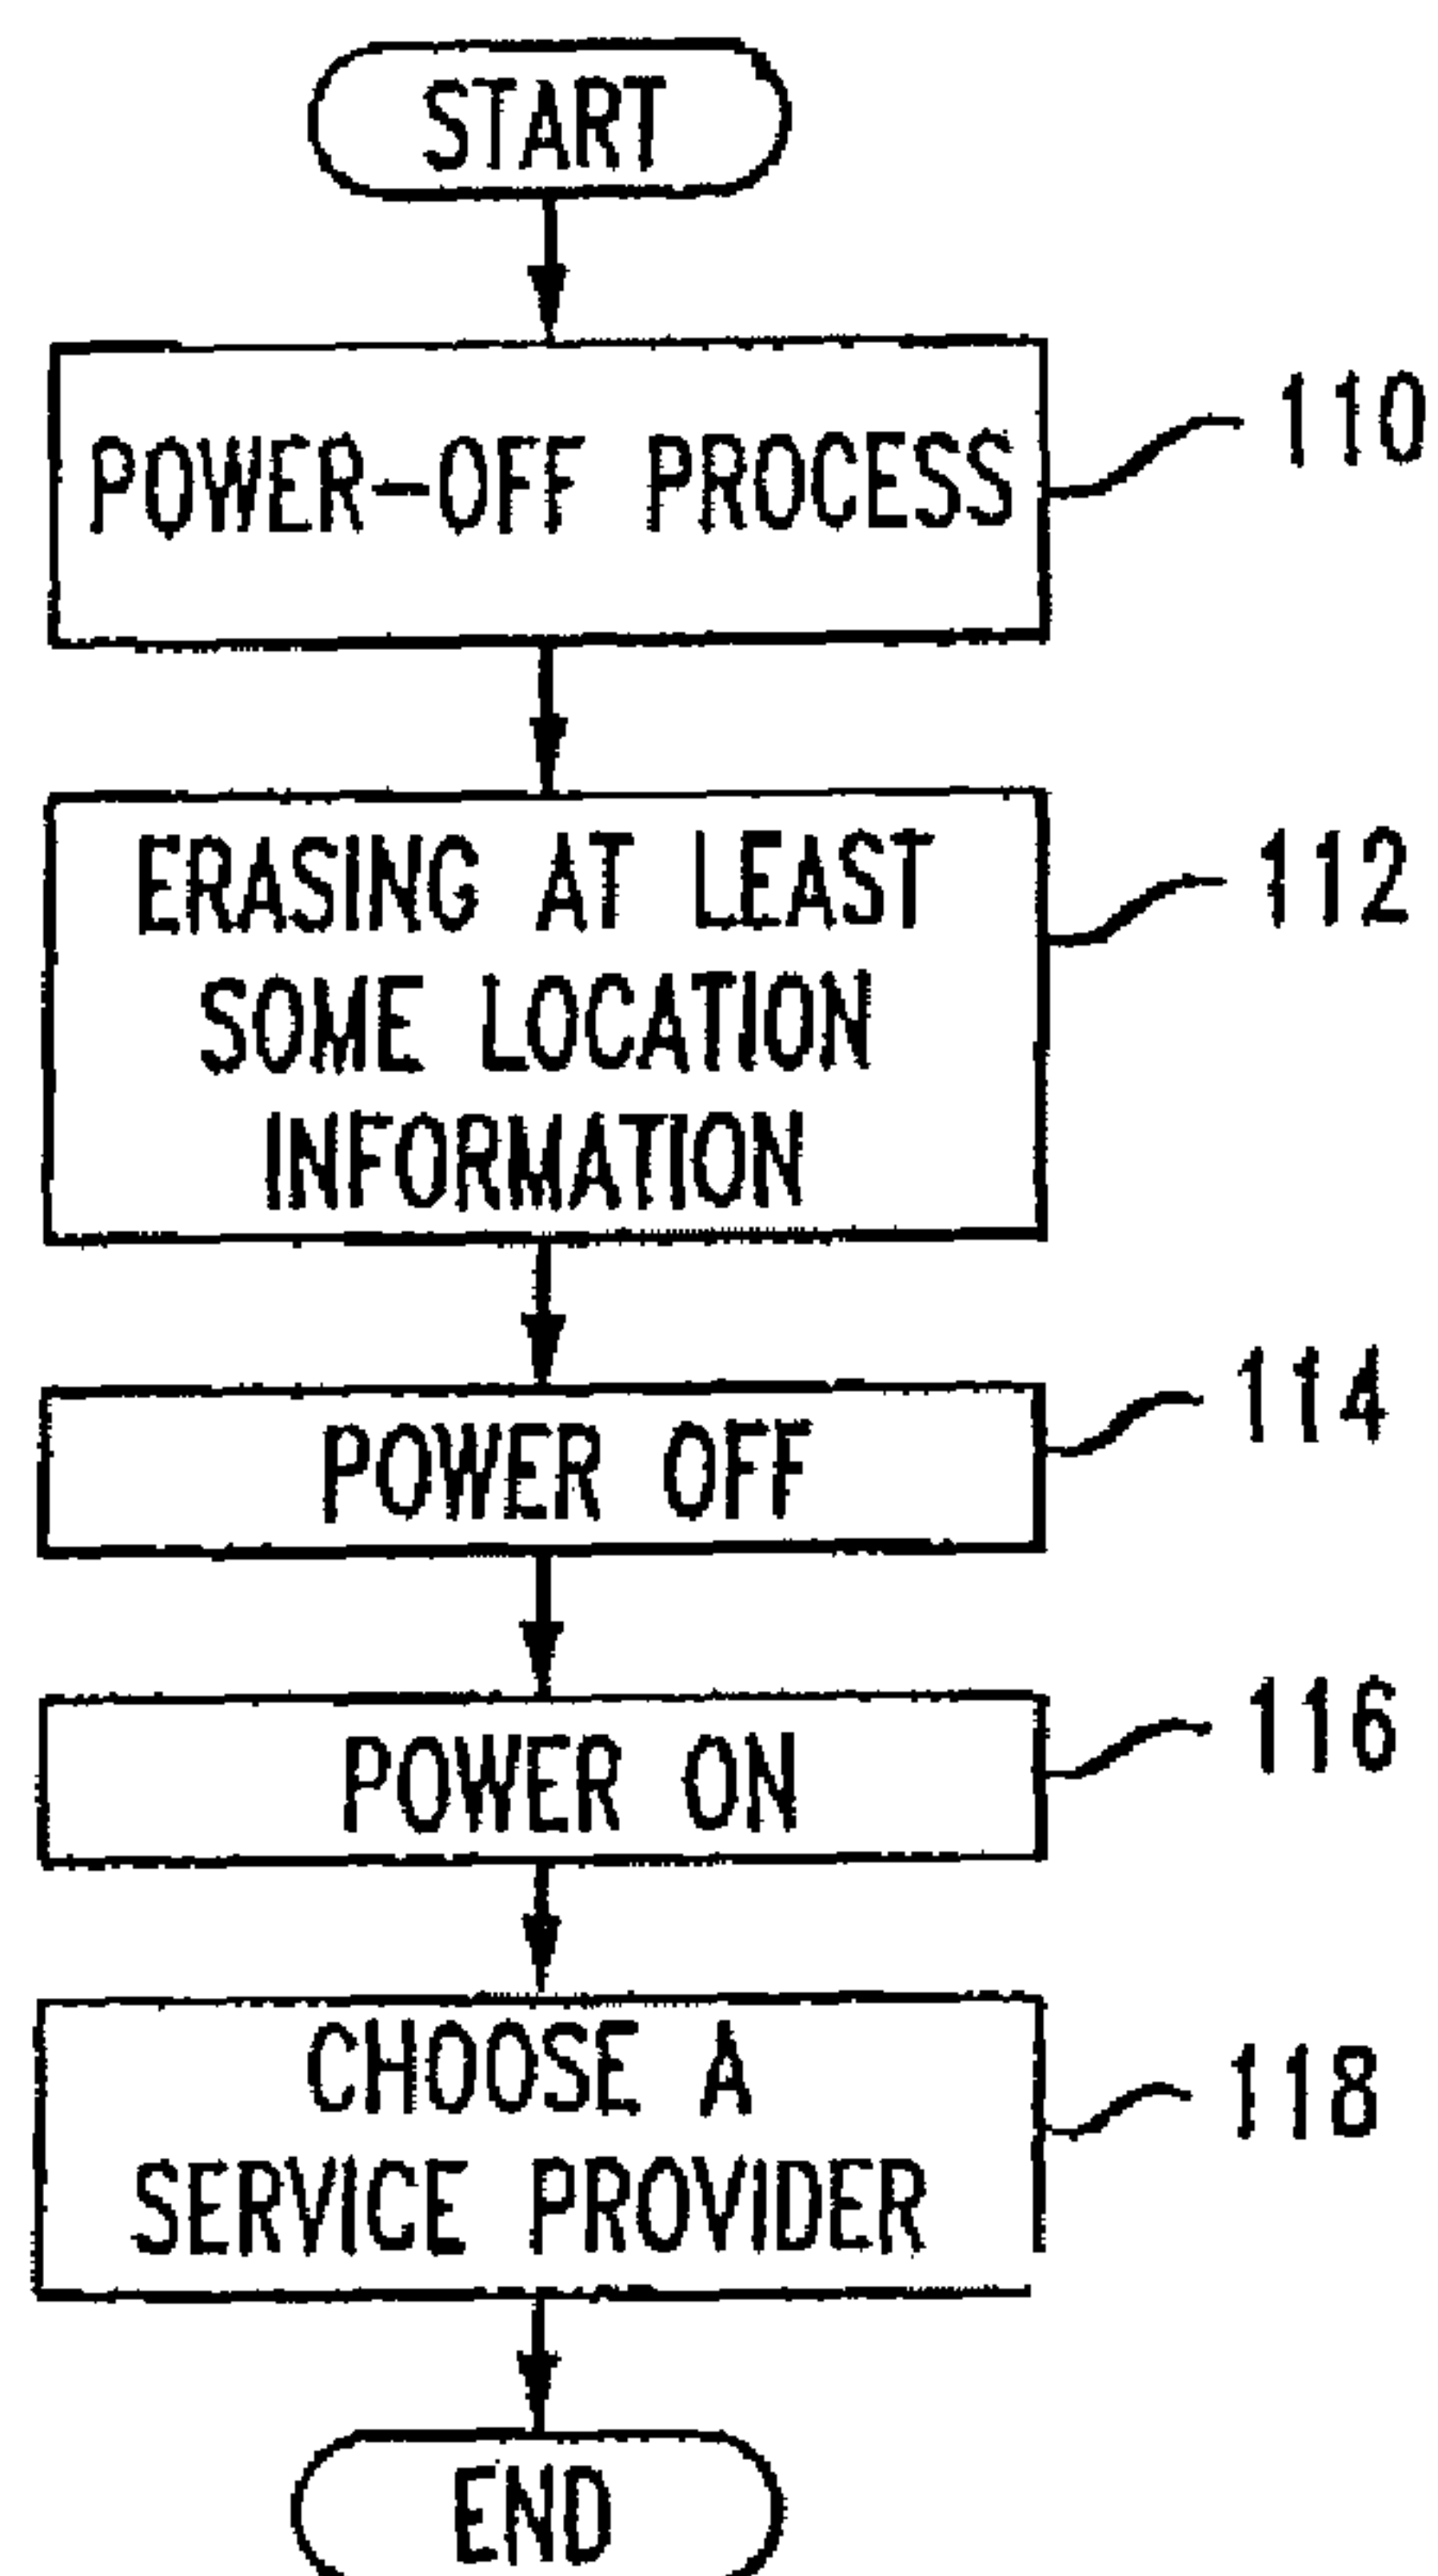 START
POWER-OFF PROCESS
110
ERASING AT LEAST
SOME LOCATION
INFORMATION
112
POWER OFF
114
POWER ON
116
CHOOSE A
SERVICE PROVIDER
118
END